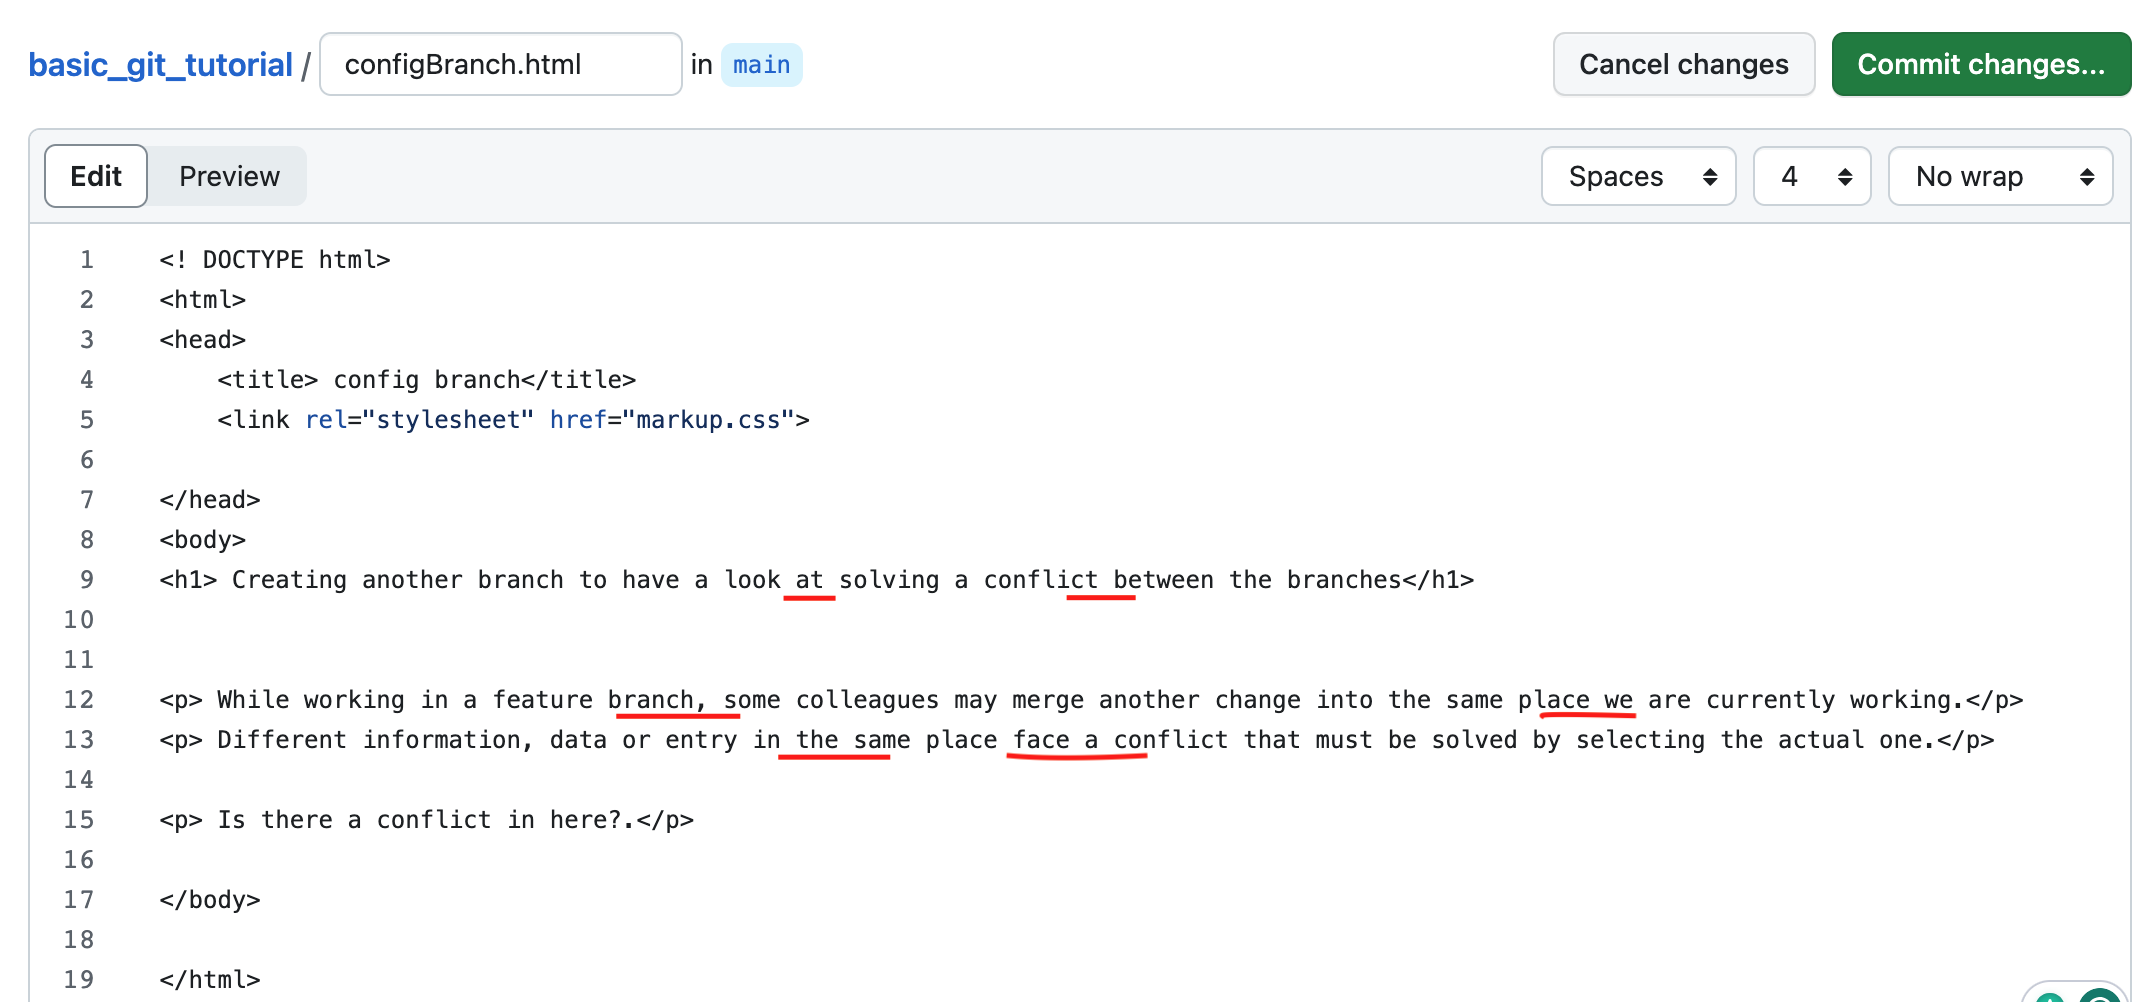 basic_git_tutorial / configBranch.html in main Cancel changes Commit changes...
Edit Preview Spaces 4 No wrap
1 <! DOCTYPE html>
2 <html>
3 <head>
4     <title> config branch</title>
5     <link rel="stylesheet" href="markup.css">
6
7 </head>
8 <body>
9 <h1> Creating another branch to have a look at solving a conflict between the branches</h1>
10
11
12 <p> While working in a feature branch, some colleagues may merge another change into the same place we are currently working.</p>
13 <p> Different information, data or entry in the same place face a conflict that must be solved by selecting the actual one.</p>
14
15 <p> Is there a conflict in here?.</p>
16
17 </body>
18
19 </html>